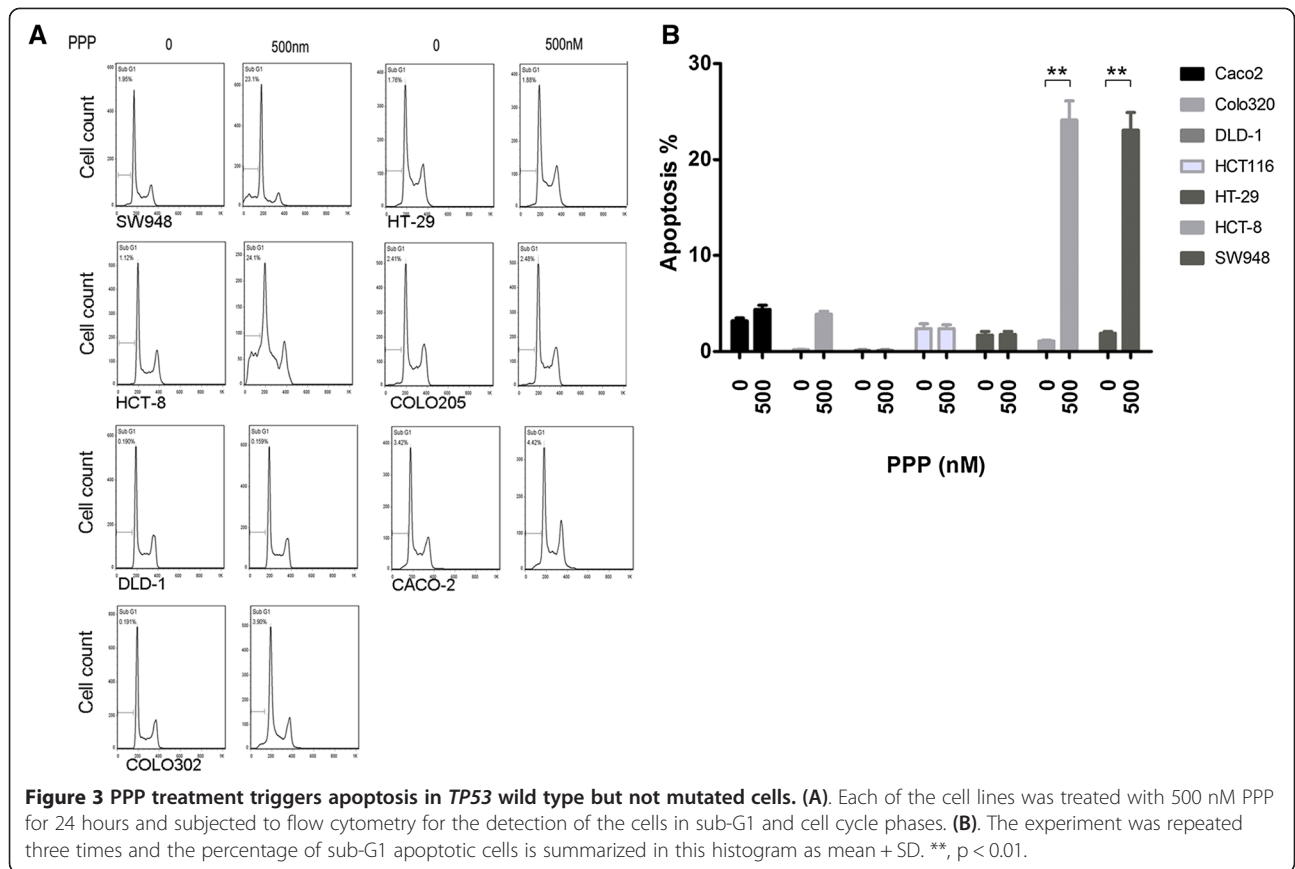 A PPP 0 500nm 0 500nM
Sub G1
1.95%
Sub G1
23.1%
Sub G1
1.76%
Sub G1
1.88%
Cell count
SW948
HT-29
Sub G1
1.12%
Sub G1
24.1%
Sub G1
2.41%
Sub G1
2.48%
Cell count
HCT-8
COLO205
Sub G1
0.190%
Sub G1
0.159%
Sub G1
3.42%
Sub G1
4.42%
Cell count
DLD-1
CACO-2
Sub G1
0.191%
Sub G1
3.90%
Cell count
COLO302
B
30
20
10
0
Apoptosis %
** **
0 500 0 500 0 500 0 500 0 500 0 500 0 500
PPP (nM)
Caco2
Colo320
DLD-1
HCT116
HT-29
HCT-8
SW948
Figure 3 PPP treatment triggers apoptosis in TP53 wild type but not mutated cells. (A). Each of the cell lines was treated with 500 nM PPP
for 24 hours and subjected to flow cytometry for the detection of the cells in sub-G1 and cell cycle phases. (B). The experiment was repeated
three times and the percentage of sub-G1 apoptotic cells is summarized in this histogram as mean + SD. **, p < 0.01.